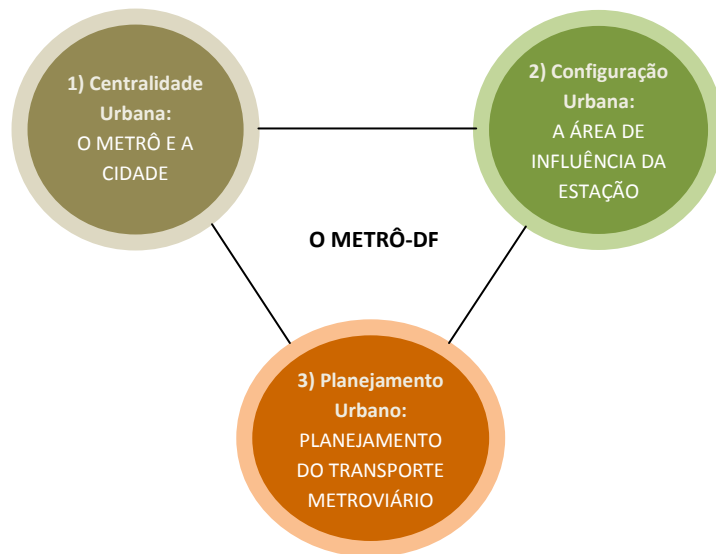 1) Centralidade
Urbana:
O METRÔ E A
CIDADE
2) Configuração
Urbana:
A ÁREA DE
INFLUÊNCIA DA
ESTAÇÃO
O METRÔ-DF
3) Planejamento
Urbano:
PLANEJAMENTO
DO TRANSPORTE
METROVIÁRIO